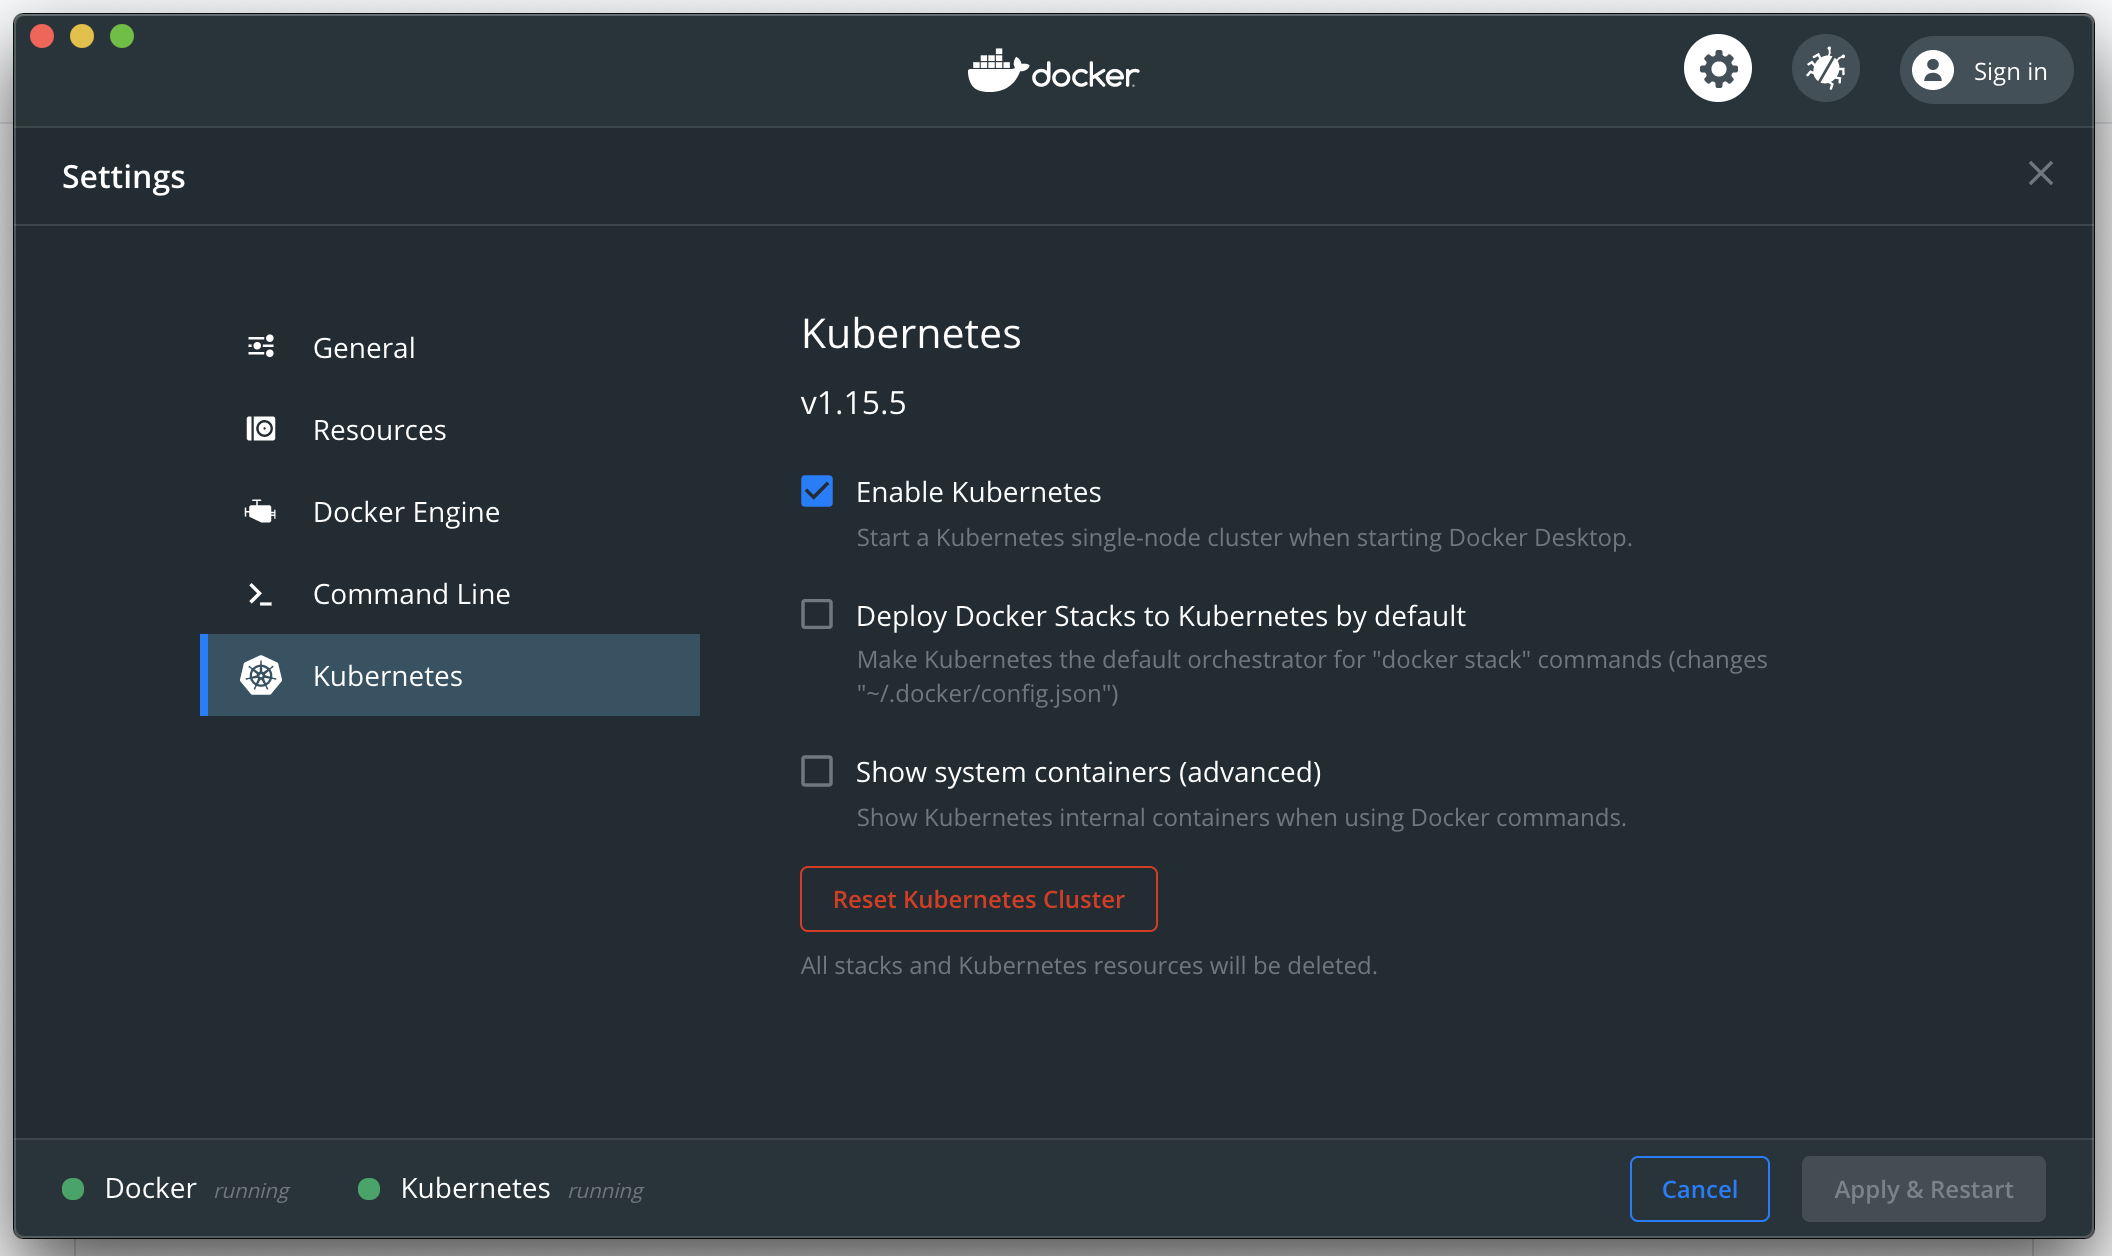 docker
Sign in
Settings
General
Resources
Docker Engine
Command Line
Kubernetes
Kubernetes
v1.15.5
Enable Kubernetes
Start a Kubernetes single-node cluster when starting Docker Desktop.
Deploy Docker Stacks to Kubernetes by default
Make Kubernetes the default orchestrator for "docker stack" commands (changes
"~/.docker/config.json")
Show system containers (advanced)
Show Kubernetes internal containers when using Docker commands.
Reset Kubernetes Cluster
All stacks and Kubernetes resources will be deleted.
Docker running
Kubernetes running
Cancel
Apply & Restart